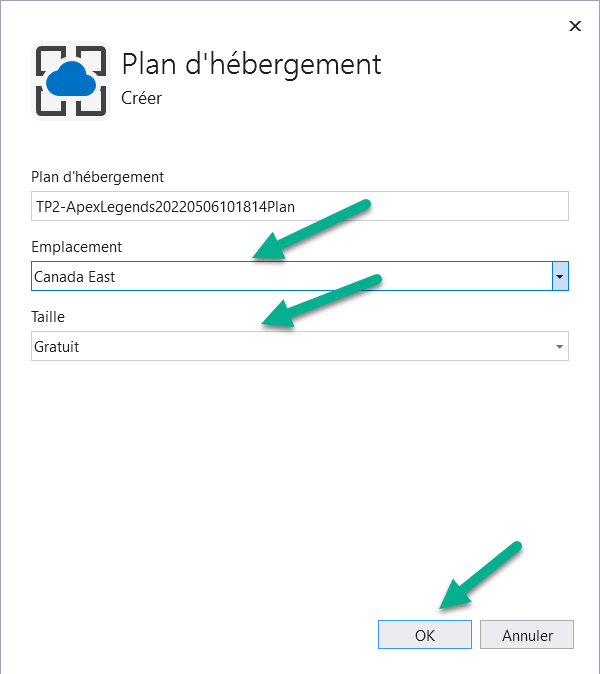 Plan d'hébergement
Créer
Plan d'hébergement
TP2-ApexLegends20220506101814Plan
Emplacement
Canada East
Taille
Gratuit
OK
Annuler